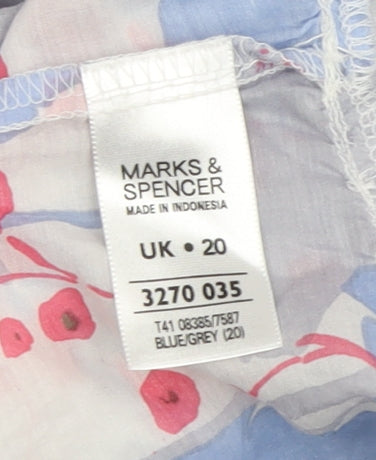 MARKS &
SPENCER
MADE IN INDONESIA
UK • 20
3270 035
T41 08385/7587
BLUE/GREY (20)